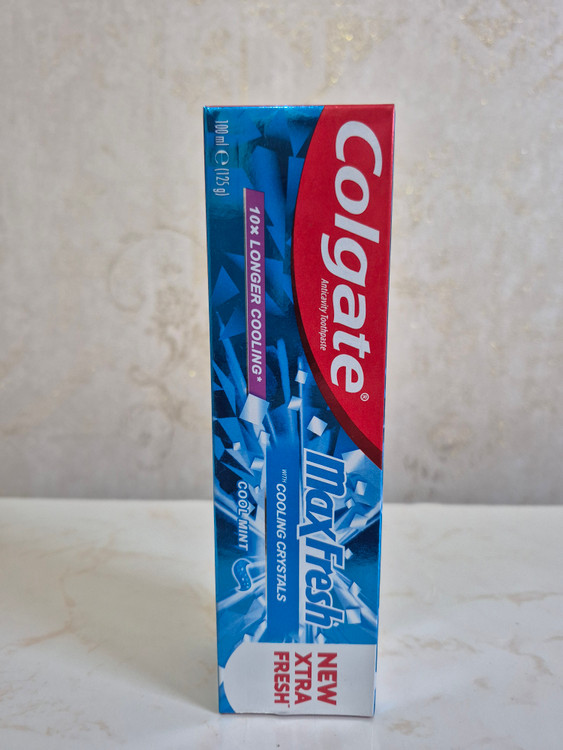 Colgate®
Anticavity Toothpaste
maxFresh
WITH COOLING CRYSTALS
10x LONGER COOLING*
COOL MINT
100 ml ℮ (125 g)
NEW
XTRA
FRESH*